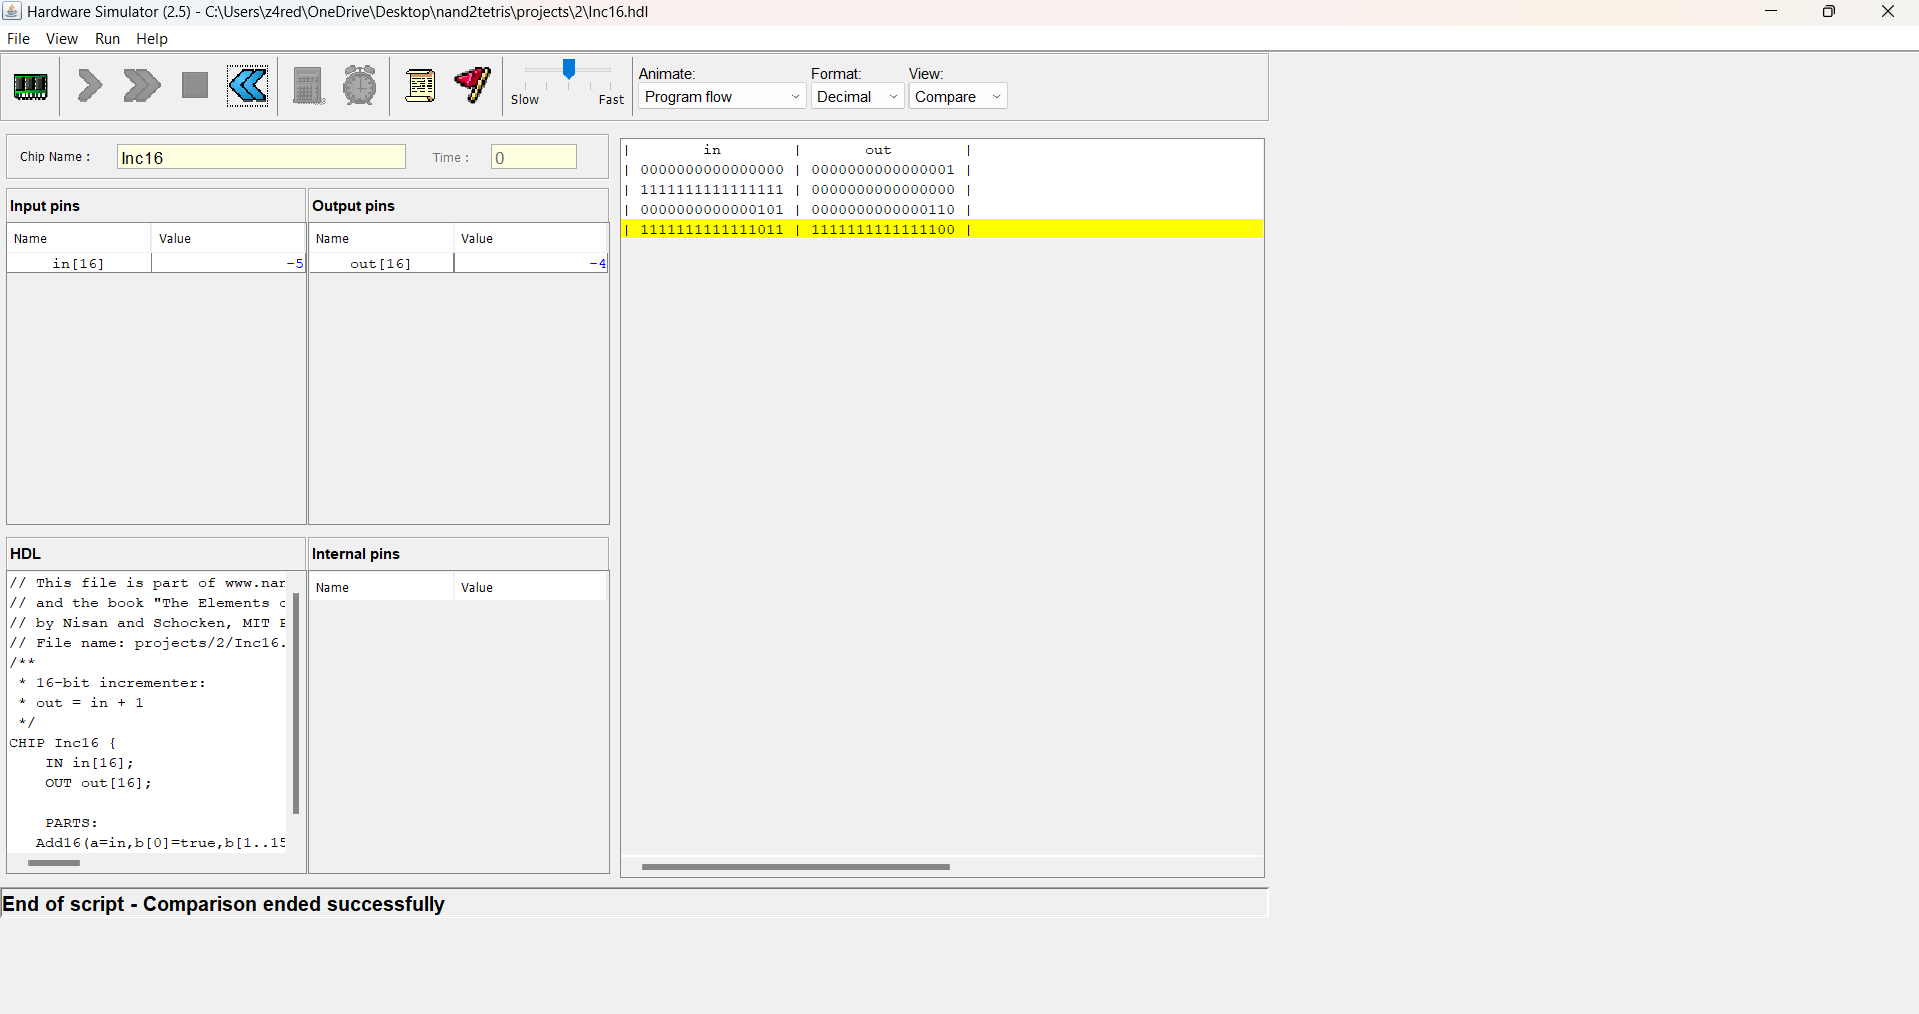 Hardware Simulator (2.5) - C:\Users\z4red\OneDrive\Desktop\nand2tetris\projects\2\Inc16.hdl
File View Run Help
Slow Fast
Animate: Format: View:
Program flow Decimal Compare
Chip Name : Inc16 Time : 0
Input pins
Name Value
in[16] -5
Output pins
Name Value
out[16] -4
| in | out |
| 0000000000000000 | 0000000000000001 |
| 1111111111111111 | 0000000000000000 |
| 0000000000000101 | 0000000000000110 |
| 1111111111111011 | 1111111111111100 |
HDL
// This file is part of www.nan
// and the book "The Elements
// by Nisan and Schocken, MIT
// File name: projects/2/Inc16.
/**
* 16-bit incrementer:
* out = in + 1
*/
CHIP Inc16 {
IN in[16];
OUT out[16];
PARTS:
Add16(a=in,b[0]=true,b[1..15
Internal pins
Name Value
End of script - Comparison ended successfully